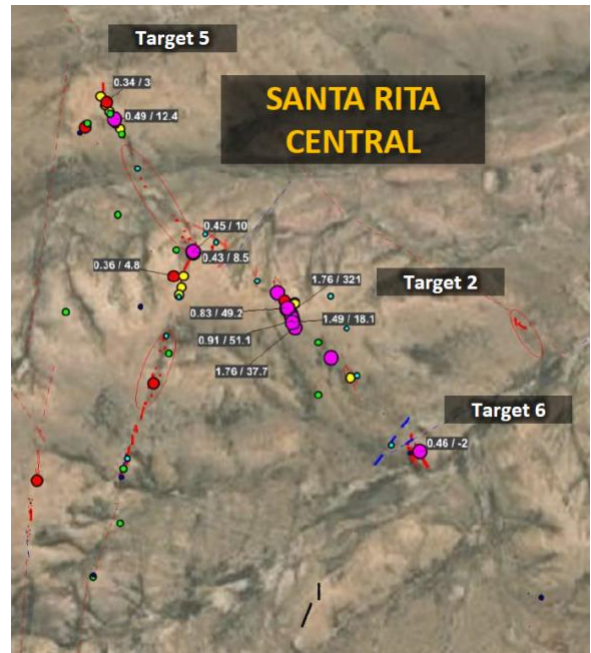 Target 5
0.34 / 3
SANTA RITA
CENTRAL
0.49 / 12.4
0.45 / 10
0.43 / 8.5
0.36 / 4.8
1.76 / 321
Target 2
0.83 / 49.2
1.49 / 18.1
0.91 / 51.1
1.76 / 37.7
Target 6
0.46 / -2